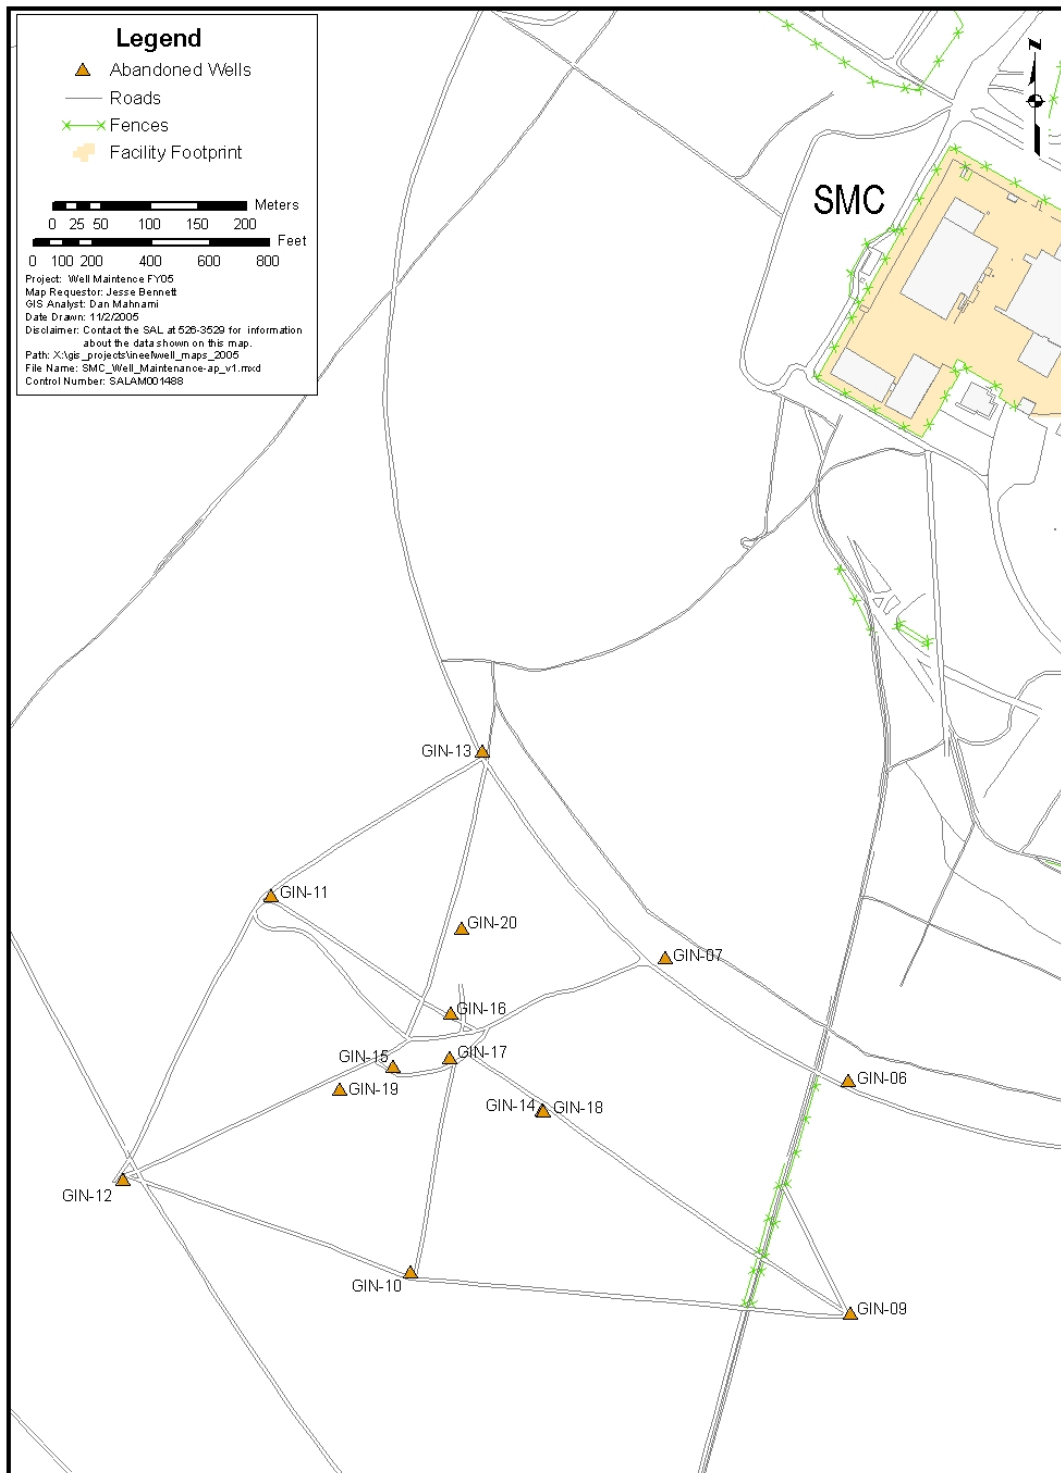 Legend
Abandoned Wells
Roads
Fences
Facility Footprint
Meters
0 25 50 100 150 200
Feet
0 100 200 400 600 800
Project: Well Maintence FY05
Map Requestor: Jesse Bennett
GIS Analyst: Dan Mahnami
Date Drawn: 11/2/2005
Disclaimer: Contact the SAL at 526-3529 for information
about the data shown on this map.
Path: X:\gis_projects\ineel\well_maps_2005
File Name: SMC_Well_Maintenance-ap_v1.mxd
Control Number: SALAM001488
N
SMC
GIN-13
GIN-11
GIN-20
GIN-07
GIN-16
GIN-15
GIN-17
GIN-19
GIN-06
GIN-14
GIN-18
GIN-12
GIN-10
GIN-09